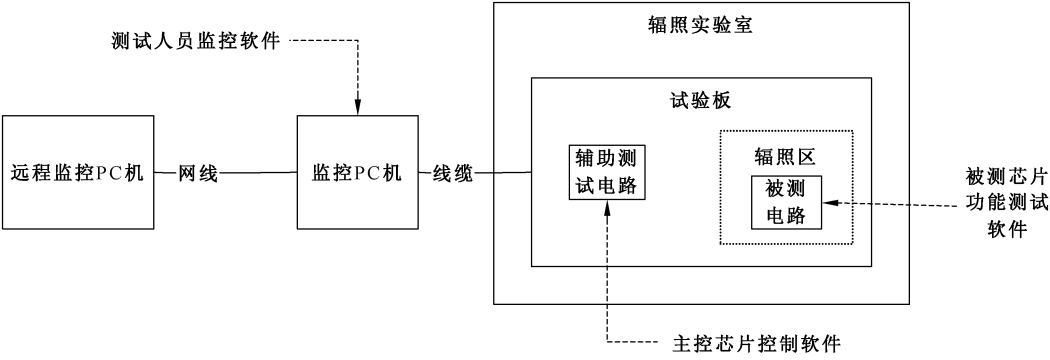 辐照实验室
测试人员监控软件
试验板
远程监控PC机
网线
监控PC机
线缆
辅助测
试电路
辐照区
被测
电路
被测芯片
功能测试
软件
主控芯片控制软件